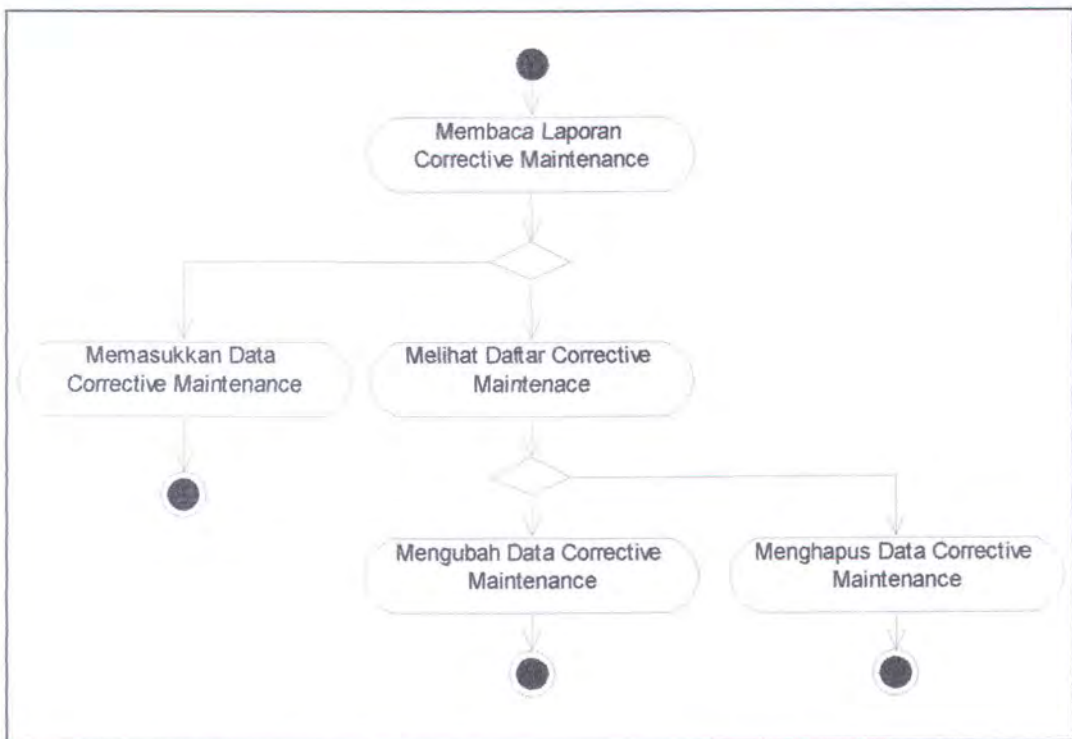 Membaca Laporan
Corrective Maintenance
Memasukkan Data
Corrective Maintenance
Melihat Daftar Corrective
Maintenace
Mengubah Data Corrective
Maintenance
Menghapus Data Corrective
Maintenance